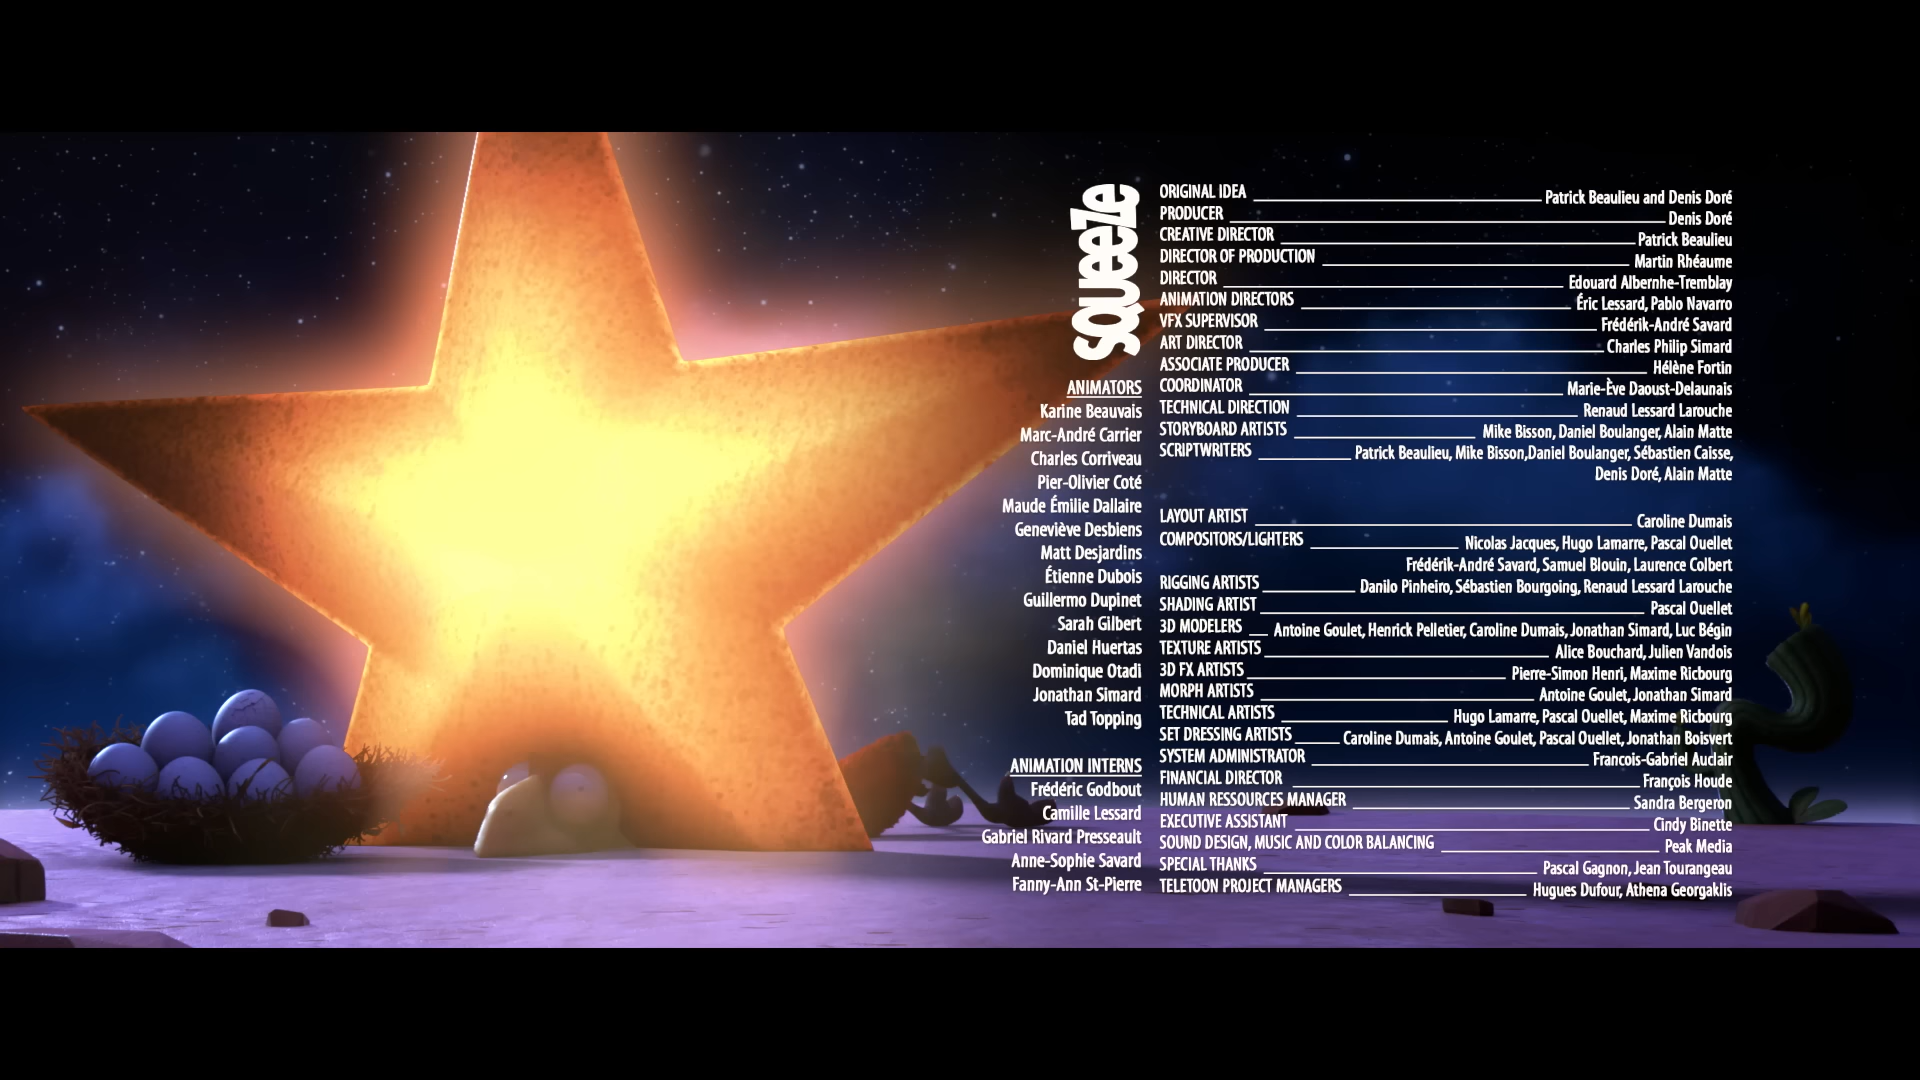 squeeze
ANIMATORS
Karine Beauvais
Marc-André Carrier
Charles Corriveau
Pier-Olivier Coté
Maude Émilie Dallaire
Geneviève Desbiens
Matt Desjardins
Étienne Dubois
Guillermo Dupinet
Sarah Gilbert
Daniel Huertas
Dominique Otadi
Jonathan Simard
Tad Topping
ANIMATION INTERNS
Frédéric Godbout
Camille Lessard
Gabriel Rivard Presseault
Anne-Sophie Savard
Fanny-Ann St-Pierre
ORIGINAL IDEA Patrick Beaulieu and Denis Doré
PRODUCER Denis Doré
CREATIVE DIRECTOR Patrick Beaulieu
DIRECTOR OF PRODUCTION Martin Rhéaume
DIRECTOR Edouard Albernhe-Tremblay
ANIMATION DIRECTORS Éric Lessard, Pablo Navarro
VFX SUPERVISOR Frédérik-André Savard
ART DIRECTOR Charles Philip Simard
ASSOCIATE PRODUCER Hélène Fortin
COORDINATOR Marie-Ève Daoust-Delaunais
TECHNICAL DIRECTION Renaud Lessard Larouche
STORYBOARD ARTISTS Mike Bisson, Daniel Boulanger, Alain Matte
SCRIPTWRITERS Patrick Beaulieu, Mike Bisson,Daniel Boulanger, Sébastien Caisse,
Denis Doré, Alain Matte
LAYOUT ARTIST Caroline Dumais
COMPOSITORS/LIGHTERS Nicolas Jacques, Hugo Lamarre, Pascal Ouellet
Frédérik-André Savard, Samuel Blouin, Laurence Colbert
RIGGING ARTISTS Danilo Pinheiro, Sébastien Bourgoing, Renaud Lessard Larouche
SHADING ARTIST Pascal Ouellet
3D MODELERS Antoine Goulet, Henrick Pelletier, Caroline Dumais, Jonathan Simard, Luc Bégin
TEXTURE ARTISTS Alice Bouchard, Julien Vandois
3D FX ARTISTS Pierre-Simon Henri, Maxime Ricbourg
MORPH ARTISTS Antoine Goulet, Jonathan Simard
TECHNICAL ARTISTS Hugo Lamarre, Pascal Ouellet, Maxime Ricbourg
SET DRESSING ARTISTS Caroline Dumais, Antoine Goulet, Pascal Ouellet, Jonathan Boisvert
SYSTEM ADMINISTRATOR Francois-Gabriel Auclair
FINANCIAL DIRECTOR François Houde
HUMAN RESSOURCES MANAGER Sandra Bergeron
EXECUTIVE ASSISTANT Cindy Binette
SOUND DESIGN, MUSIC AND COLOR BALANCING Peak Media
SPECIAL THANKS Pascal Gagnon, Jean Tourangeau
TELETOON PROJECT MANAGERS Hugues Dufour, Athena Georgaklis